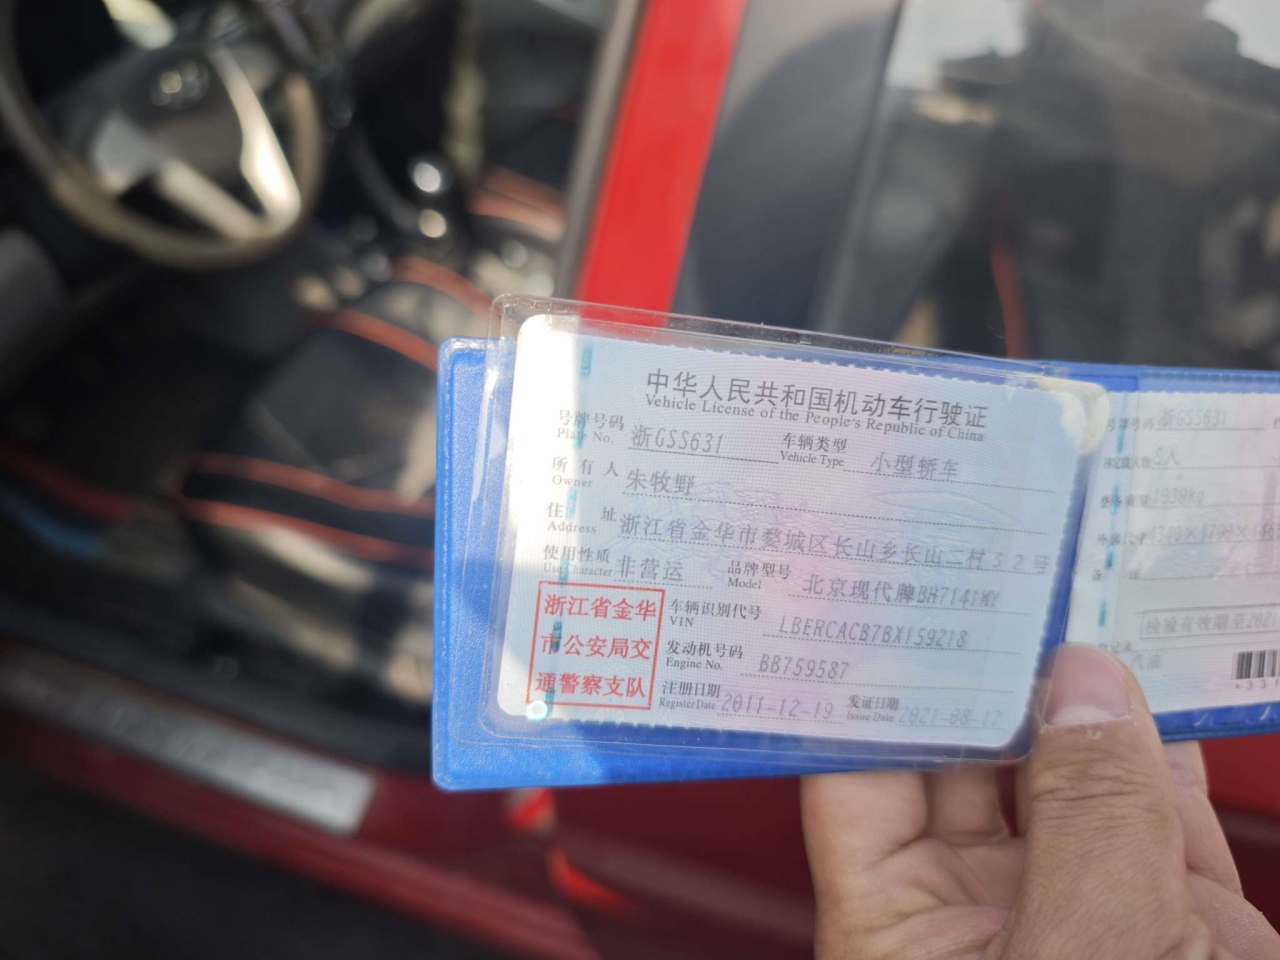 中华人民共和国机动车行驶证
Vehicle License of the People's Republic of China
号牌号码 浙GSS631 车辆类型 小型轿车
Plate No. Vehicle Type
所有人 朱牧野
Owner
住址 浙江省金华市婺城区长山乡长山二村32号
Address
使用性质 非营运 品牌型号 北京现代牌BH7141MY
Use Character Model
浙江省金华
市公安局交
通警察支队
车辆识别代号 LBERCACB7BX159218
VIN
发动机号码 BB759587
Engine No.
注册日期 2011-12-19 发证日期 2021-08-12
Register Date Issue Date
号牌号码 浙GSS631
5人
1939kg
检验有效期至2021
汽油